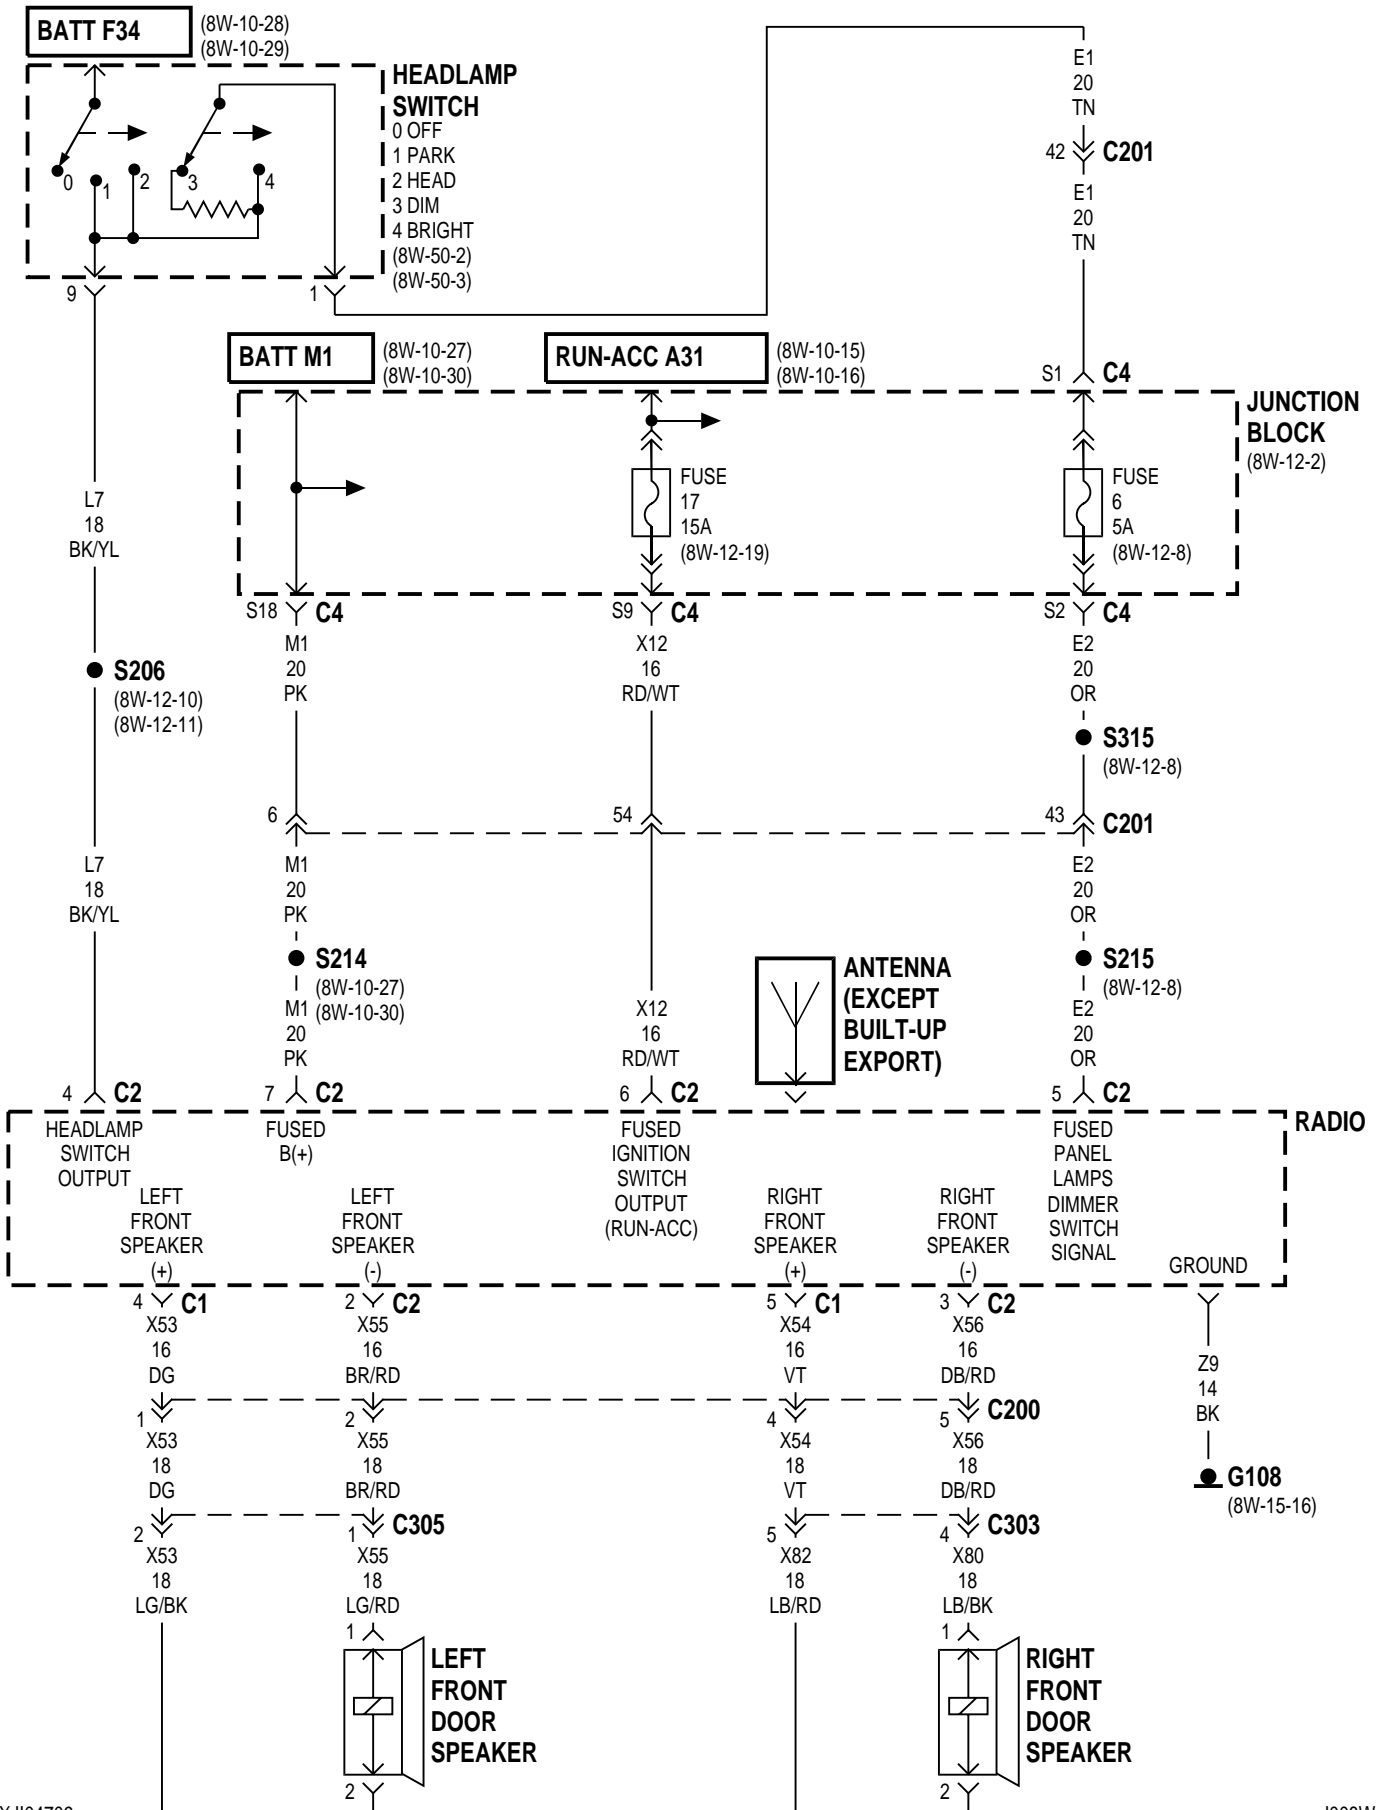 BATT F34
(8W-10-28)
(8W-10-29)
HEADLAMP
SWITCH
0 OFF
1 PARK
2 HEAD
3 DIM
4 BRIGHT
(8W-50-2)
(8W-50-3)
0
1
2
3
4
9
1
E1
20
TN
42
C201
E1
20
TN
BATT M1
(8W-10-27)
(8W-10-30)
RUN-ACC A31
(8W-10-15)
(8W-10-16)
S1
C4
JUNCTION
BLOCK
(8W-12-2)
FUSE
17
15A
(8W-12-19)
FUSE
6
5A
(8W-12-8)
L7
18
BK/YL
S18
C4
S9
C4
S2
C4
M1
20
PK
X12
16
RD/WT
E2
20
OR
S206
(8W-12-10)
(8W-12-11)
S315
(8W-12-8)
6
54
43
C201
L7
18
BK/YL
M1
20
PK
E2
20
OR
S214
(8W-10-27)
(8W-10-30)
S215
(8W-12-8)
ANTENNA
(EXCEPT
BUILT-UP
EXPORT)
M1
20
PK
X12
16
RD/WT
E2
20
OR
4
C2
7
C2
6
C2
5
C2
RADIO
HEADLAMP
SWITCH
OUTPUT
FUSED
B(+)
FUSED
IGNITION
SWITCH
OUTPUT
(RUN-ACC)
FUSED
PANEL
LAMPS
DIMMER
SWITCH
SIGNAL
LEFT
FRONT
SPEAKER
(+)
LEFT
FRONT
SPEAKER
(-)
RIGHT
FRONT
SPEAKER
(+)
RIGHT
FRONT
SPEAKER
(-)
GROUND
4
C1
2
C2
5
C1
3
C2
X53
16
DG
X55
16
BR/RD
X54
16
VT
X56
16
DB/RD
Z9
14
BK
1
2
4
5
C200
X53
18
DG
X55
18
BR/RD
X54
18
VT
X56
18
DB/RD
G108
(8W-15-16)
2
1
C305
5
4
C303
X53
18
LG/BK
X55
18
LG/RD
X82
18
LB/RD
X80
18
LB/BK
1
1
LEFT
FRONT
DOOR
SPEAKER
RIGHT
FRONT
DOOR
SPEAKER
2
2